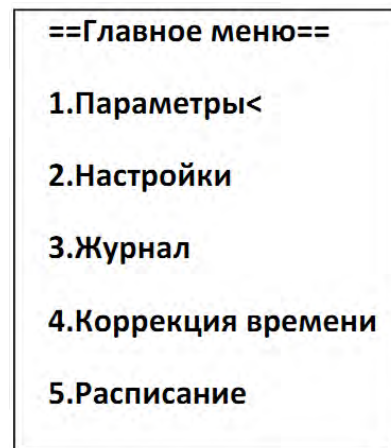 ==Главное меню==
1.Параметры<
2.Настройки
3.Журнал
4.Коррекция времени
5.Расписание